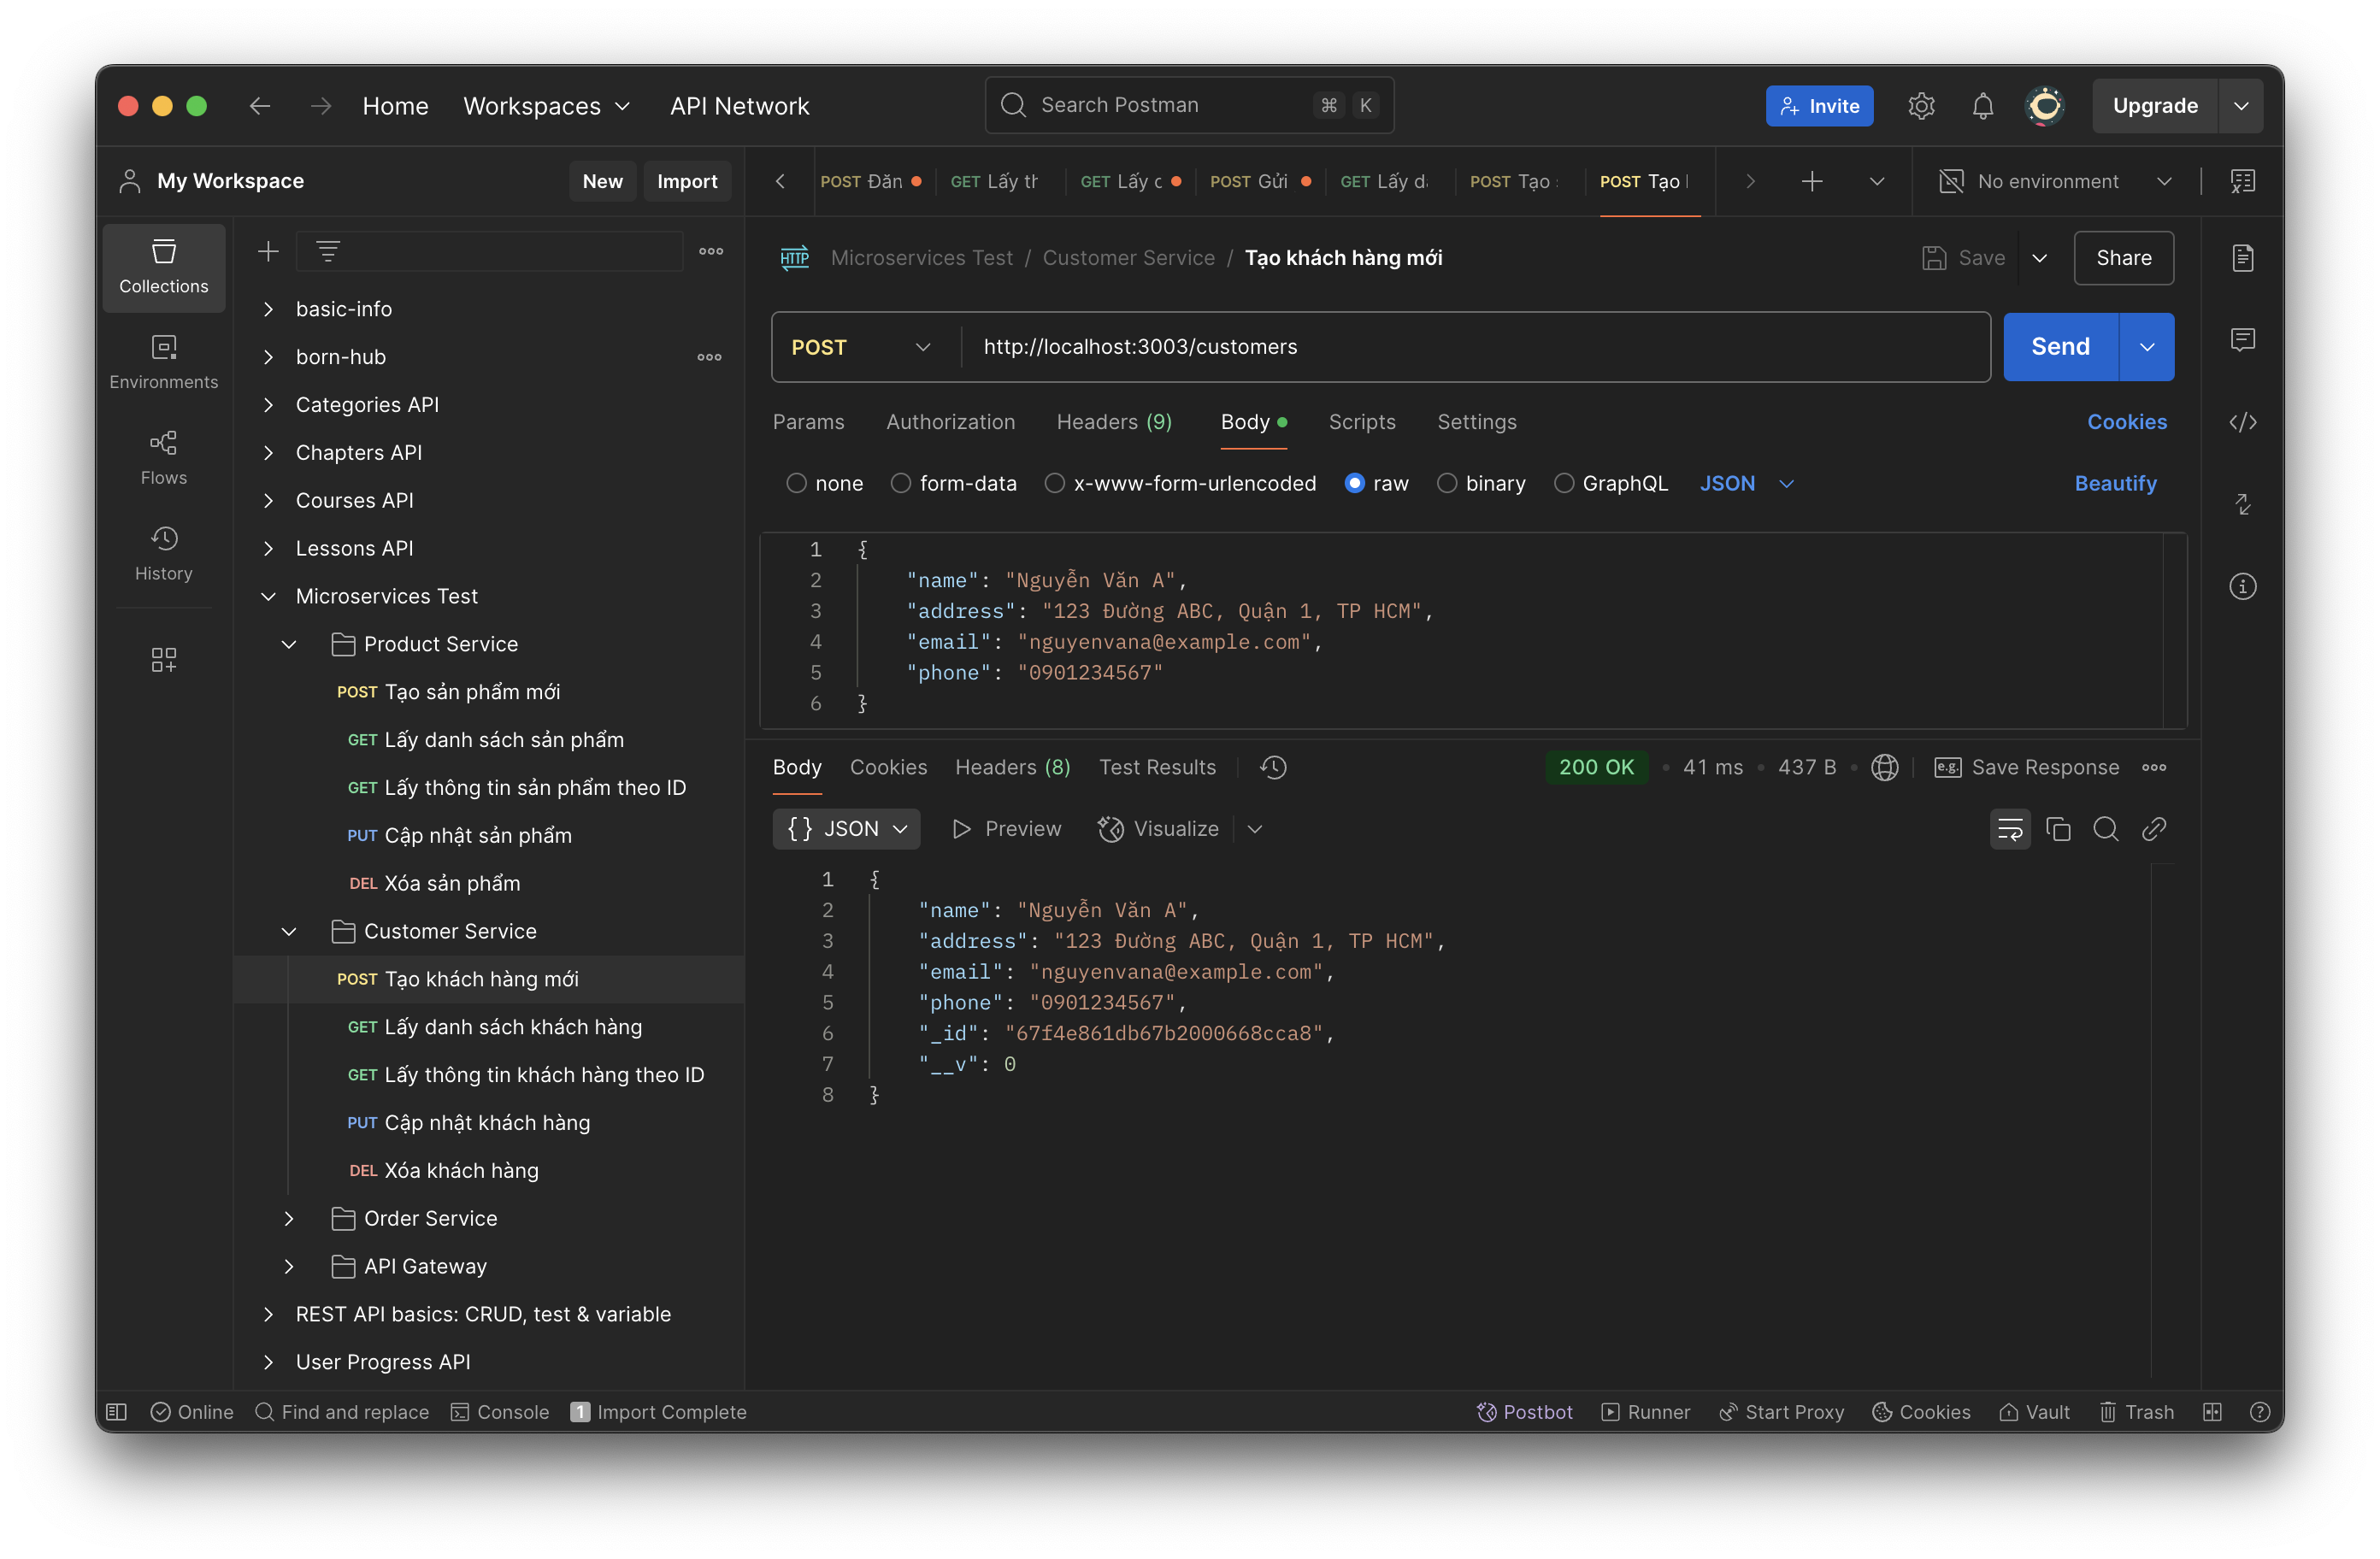 Home Workspaces API Network Search Postman ⌘ K Invite Upgrade
My Workspace New Import
POST Đăn GET Lấy th GET Lấy c POST Gửi GET Lấy d POST Tạo POST Tạo No environment
Collections
Environments
Flows
History
basic-info
born-hub
Categories API
Chapters API
Courses API
Lessons API
Microservices Test
Product Service
POST Tạo sản phẩm mới
GET Lấy danh sách sản phẩm
GET Lấy thông tin sản phẩm theo ID
PUT Cập nhật sản phẩm
DEL Xóa sản phẩm
Customer Service
POST Tạo khách hàng mới
GET Lấy danh sách khách hàng
GET Lấy thông tin khách hàng theo ID
PUT Cập nhật khách hàng
DEL Xóa khách hàng
Order Service
API Gateway
REST API basics: CRUD, test & variable
User Progress API
HTTP Microservices Test / Customer Service / Tạo khách hàng mới Save Share
POST http://localhost:3003/customers Send
Params Authorization Headers (9) Body Scripts Settings Cookies
none form-data x-www-form-urlencoded raw binary GraphQL JSON Beautify
1 {
2 "name": "Nguyễn Văn A",
3 "address": "123 Đường ABC, Quận 1, TP HCM",
4 "email": "nguyenvana@example.com",
5 "phone": "0901234567"
6 }
Body Cookies Headers (8) Test Results 200 OK • 41 ms • 437 B • e.g. Save Response
{} JSON Preview Visualize
1 {
2 "name": "Nguyễn Văn A",
3 "address": "123 Đường ABC, Quận 1, TP HCM",
4 "email": "nguyenvana@example.com",
5 "phone": "0901234567",
6 "_id": "67f4e861db67b2000668cca8",
7 "__v": 0
8 }
Online Find and replace Console 1 Import Complete Postbot Runner Start Proxy Cookies Vault Trash